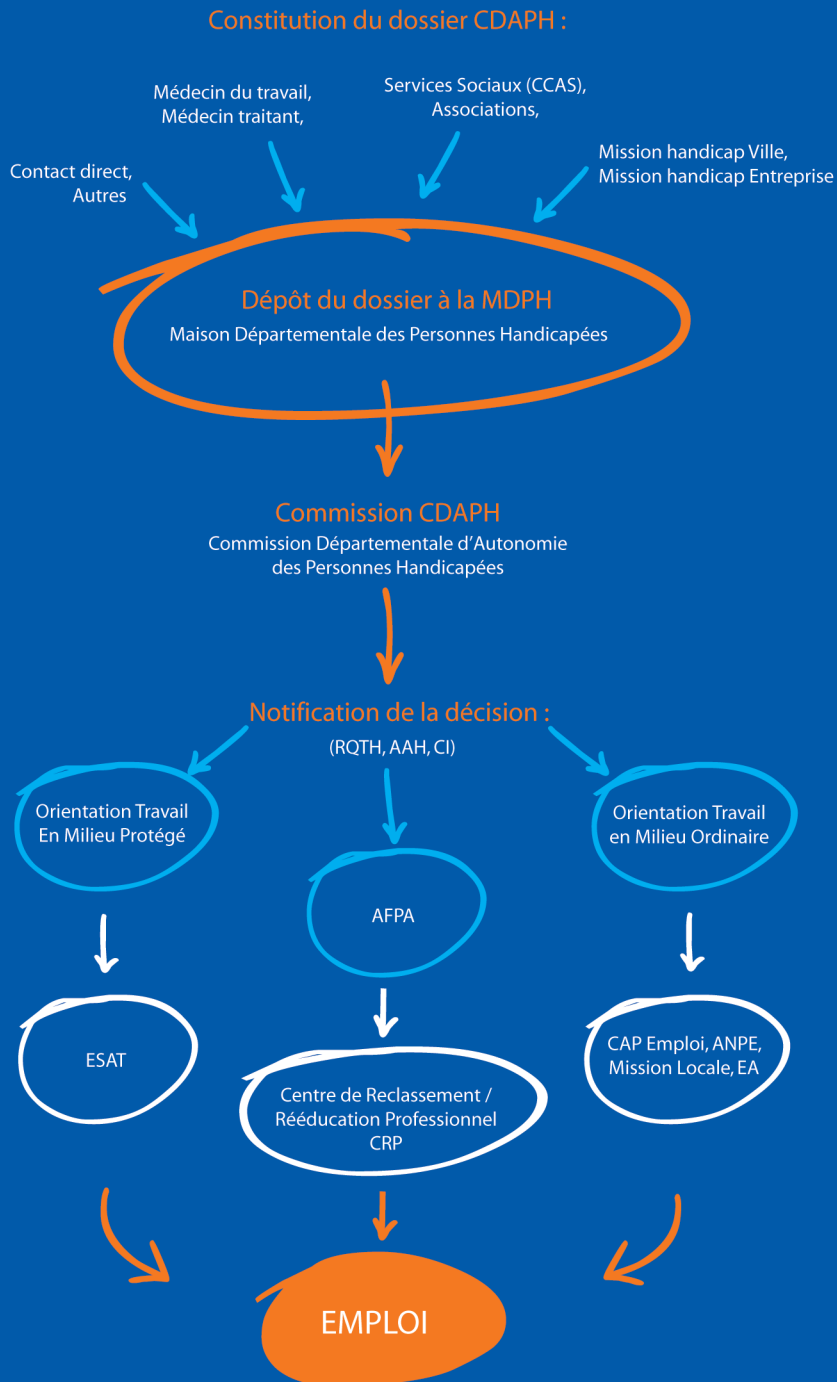 Constitution du dossier CDAPH :
Contact direct,
Autres
Médecin du travail,
Médecin traitant,
Services Sociaux (CCAS),
Associations,
Mission handicap Ville,
Mission handicap Entreprise
Dépôt du dossier à la MDPH
Maison Départementale des Personnes Handicapées
Commission CDAPH
Commission Départementale d'Autonomie
des Personnes Handicapées
Notification de la décision :
(RQTH, AAH, CI)
Orientation Travail
En Milieu Protégé
AFPA
Orientation Travail
en Milieu Ordinaire
ESAT
Centre de Reclassement /
Rééducation Professionnel
CRP
CAP Emploi, ANPE,
Mission Locale, EA
EMPLOI